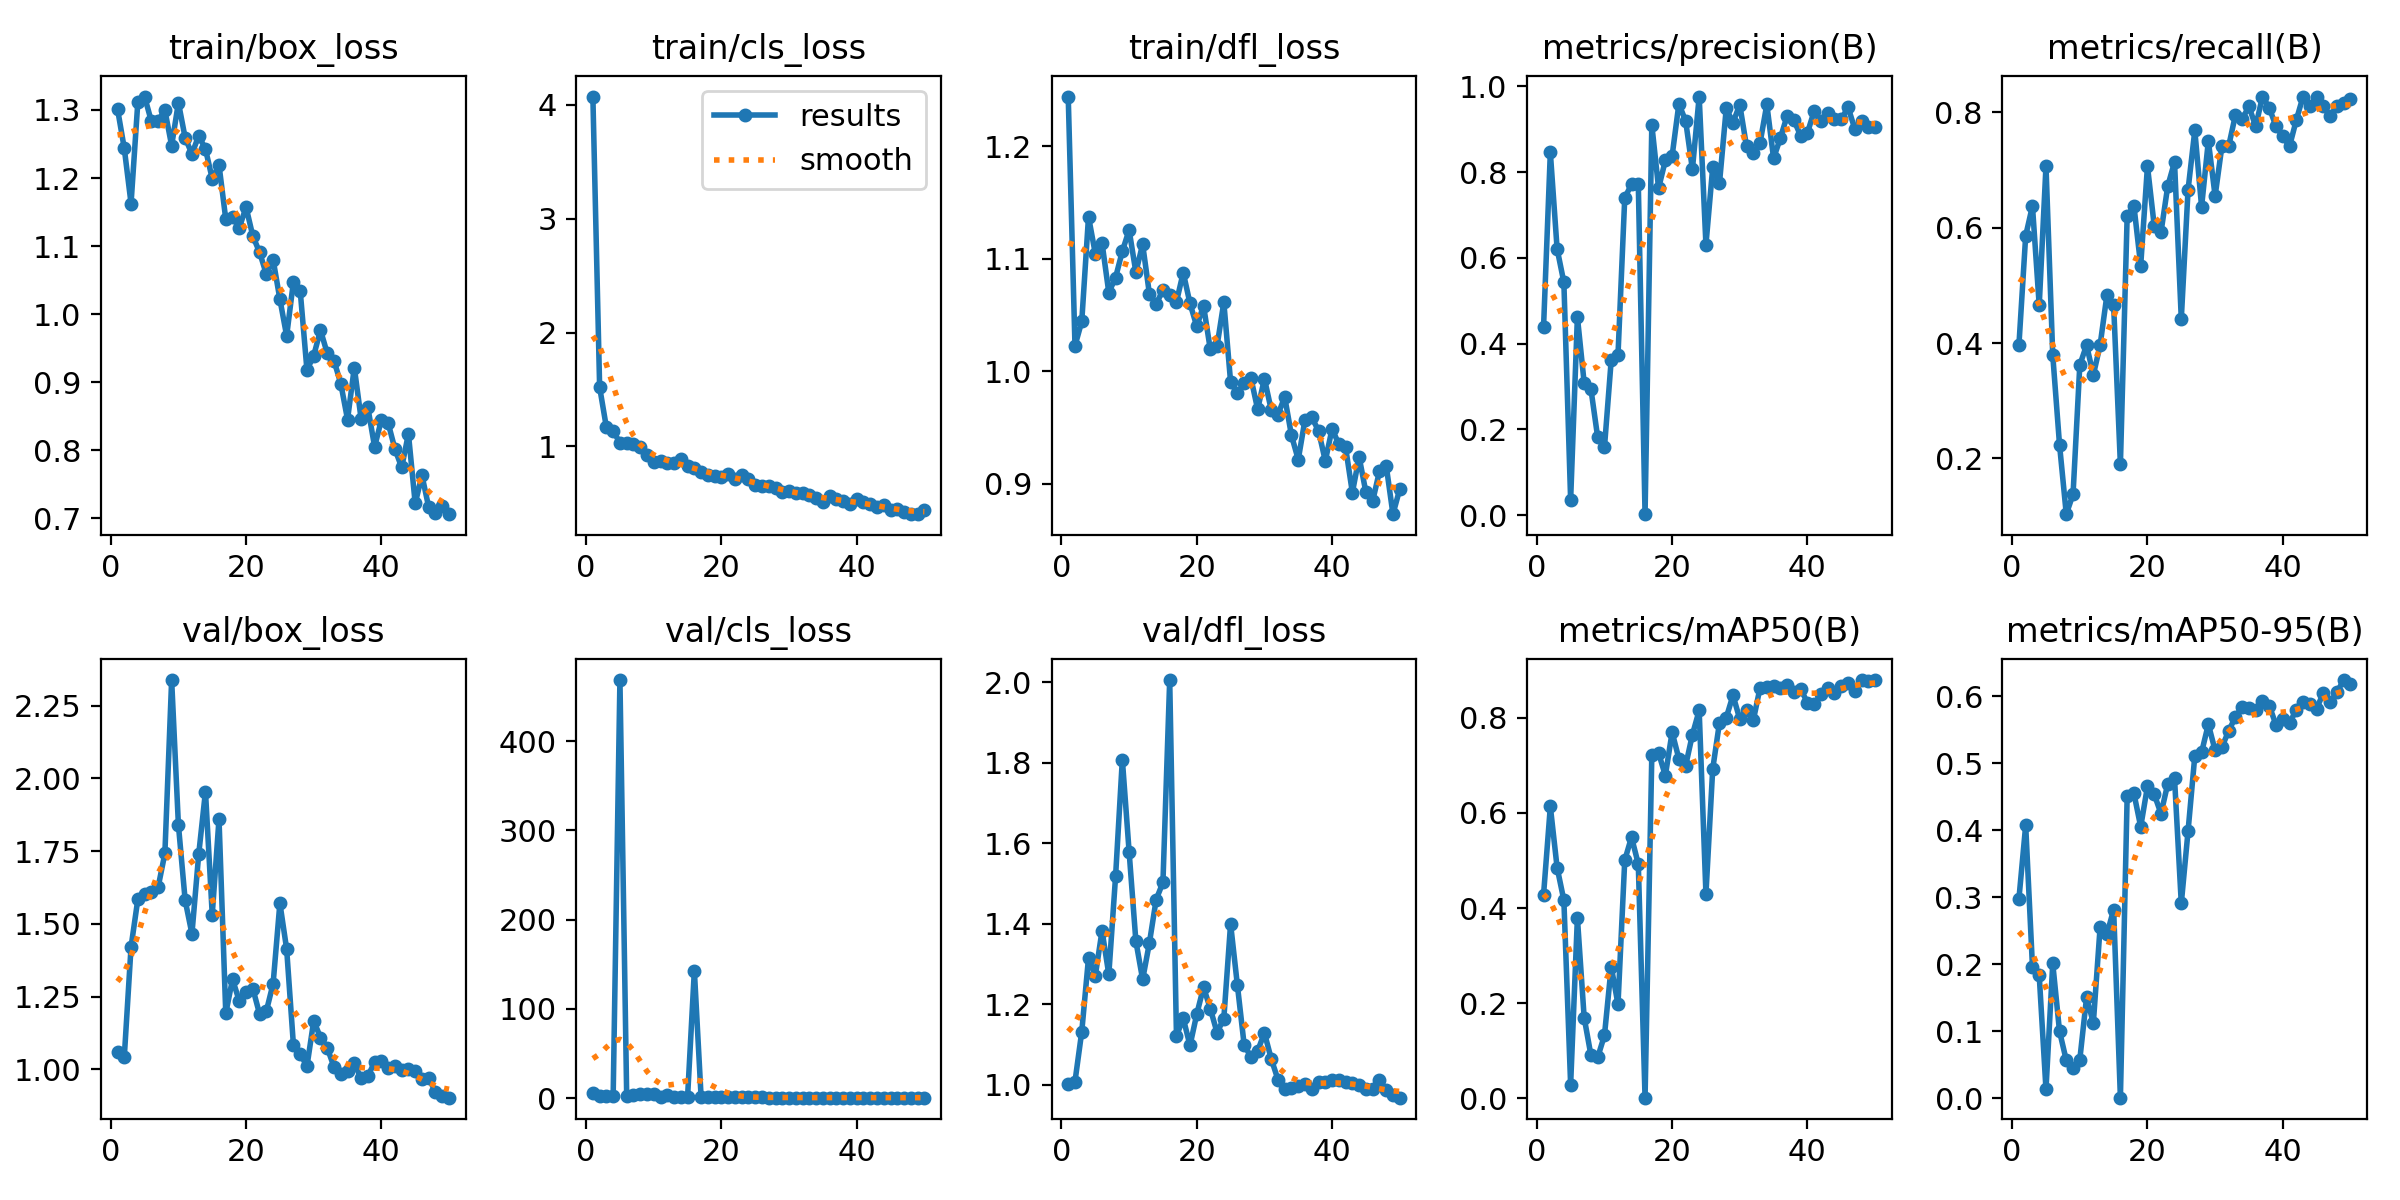 train/box_loss
train/cls_loss
train/dfl_loss
metrics/precision(B)
metrics/recall(B)
1.3
1.2
1.1
1.0
0.9
0.8
0.7
0 20 40
4
3
2
1
results
smooth
0 20 40
1.2
1.1
1.0
0.9
0 20 40
1.0
0.8
0.6
0.4
0.2
0.0
0 20 40
0.8
0.6
0.4
0.2
0 20 40
val/box_loss
val/cls_loss
val/dfl_loss
metrics/mAP50(B)
metrics/mAP50-95(B)
2.25
2.00
1.75
1.50
1.25
1.00
0 20 40
400
300
200
100
0
0 20 40
2.0
1.8
1.6
1.4
1.2
1.0
0 20 40
0.8
0.6
0.4
0.2
0.0
0 20 40
0.6
0.5
0.4
0.3
0.2
0.1
0.0
0 20 40